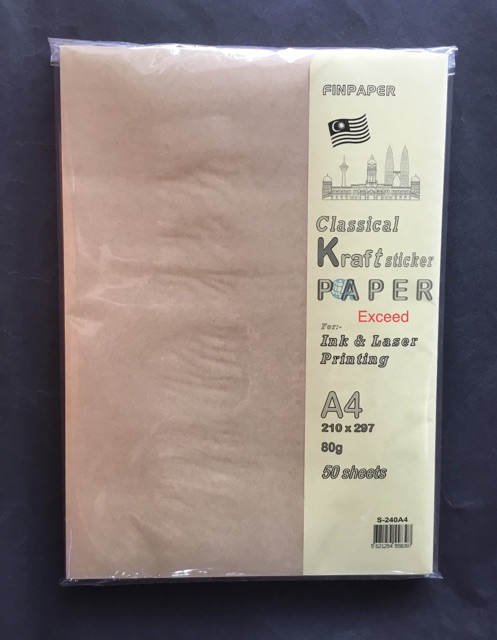 FINPAPER
Classical
Kraft sticker
PAPER
Exceed
For:-
Ink & Laser
Printing
A4
210 x 297
80g
50 sheets
S-240A4